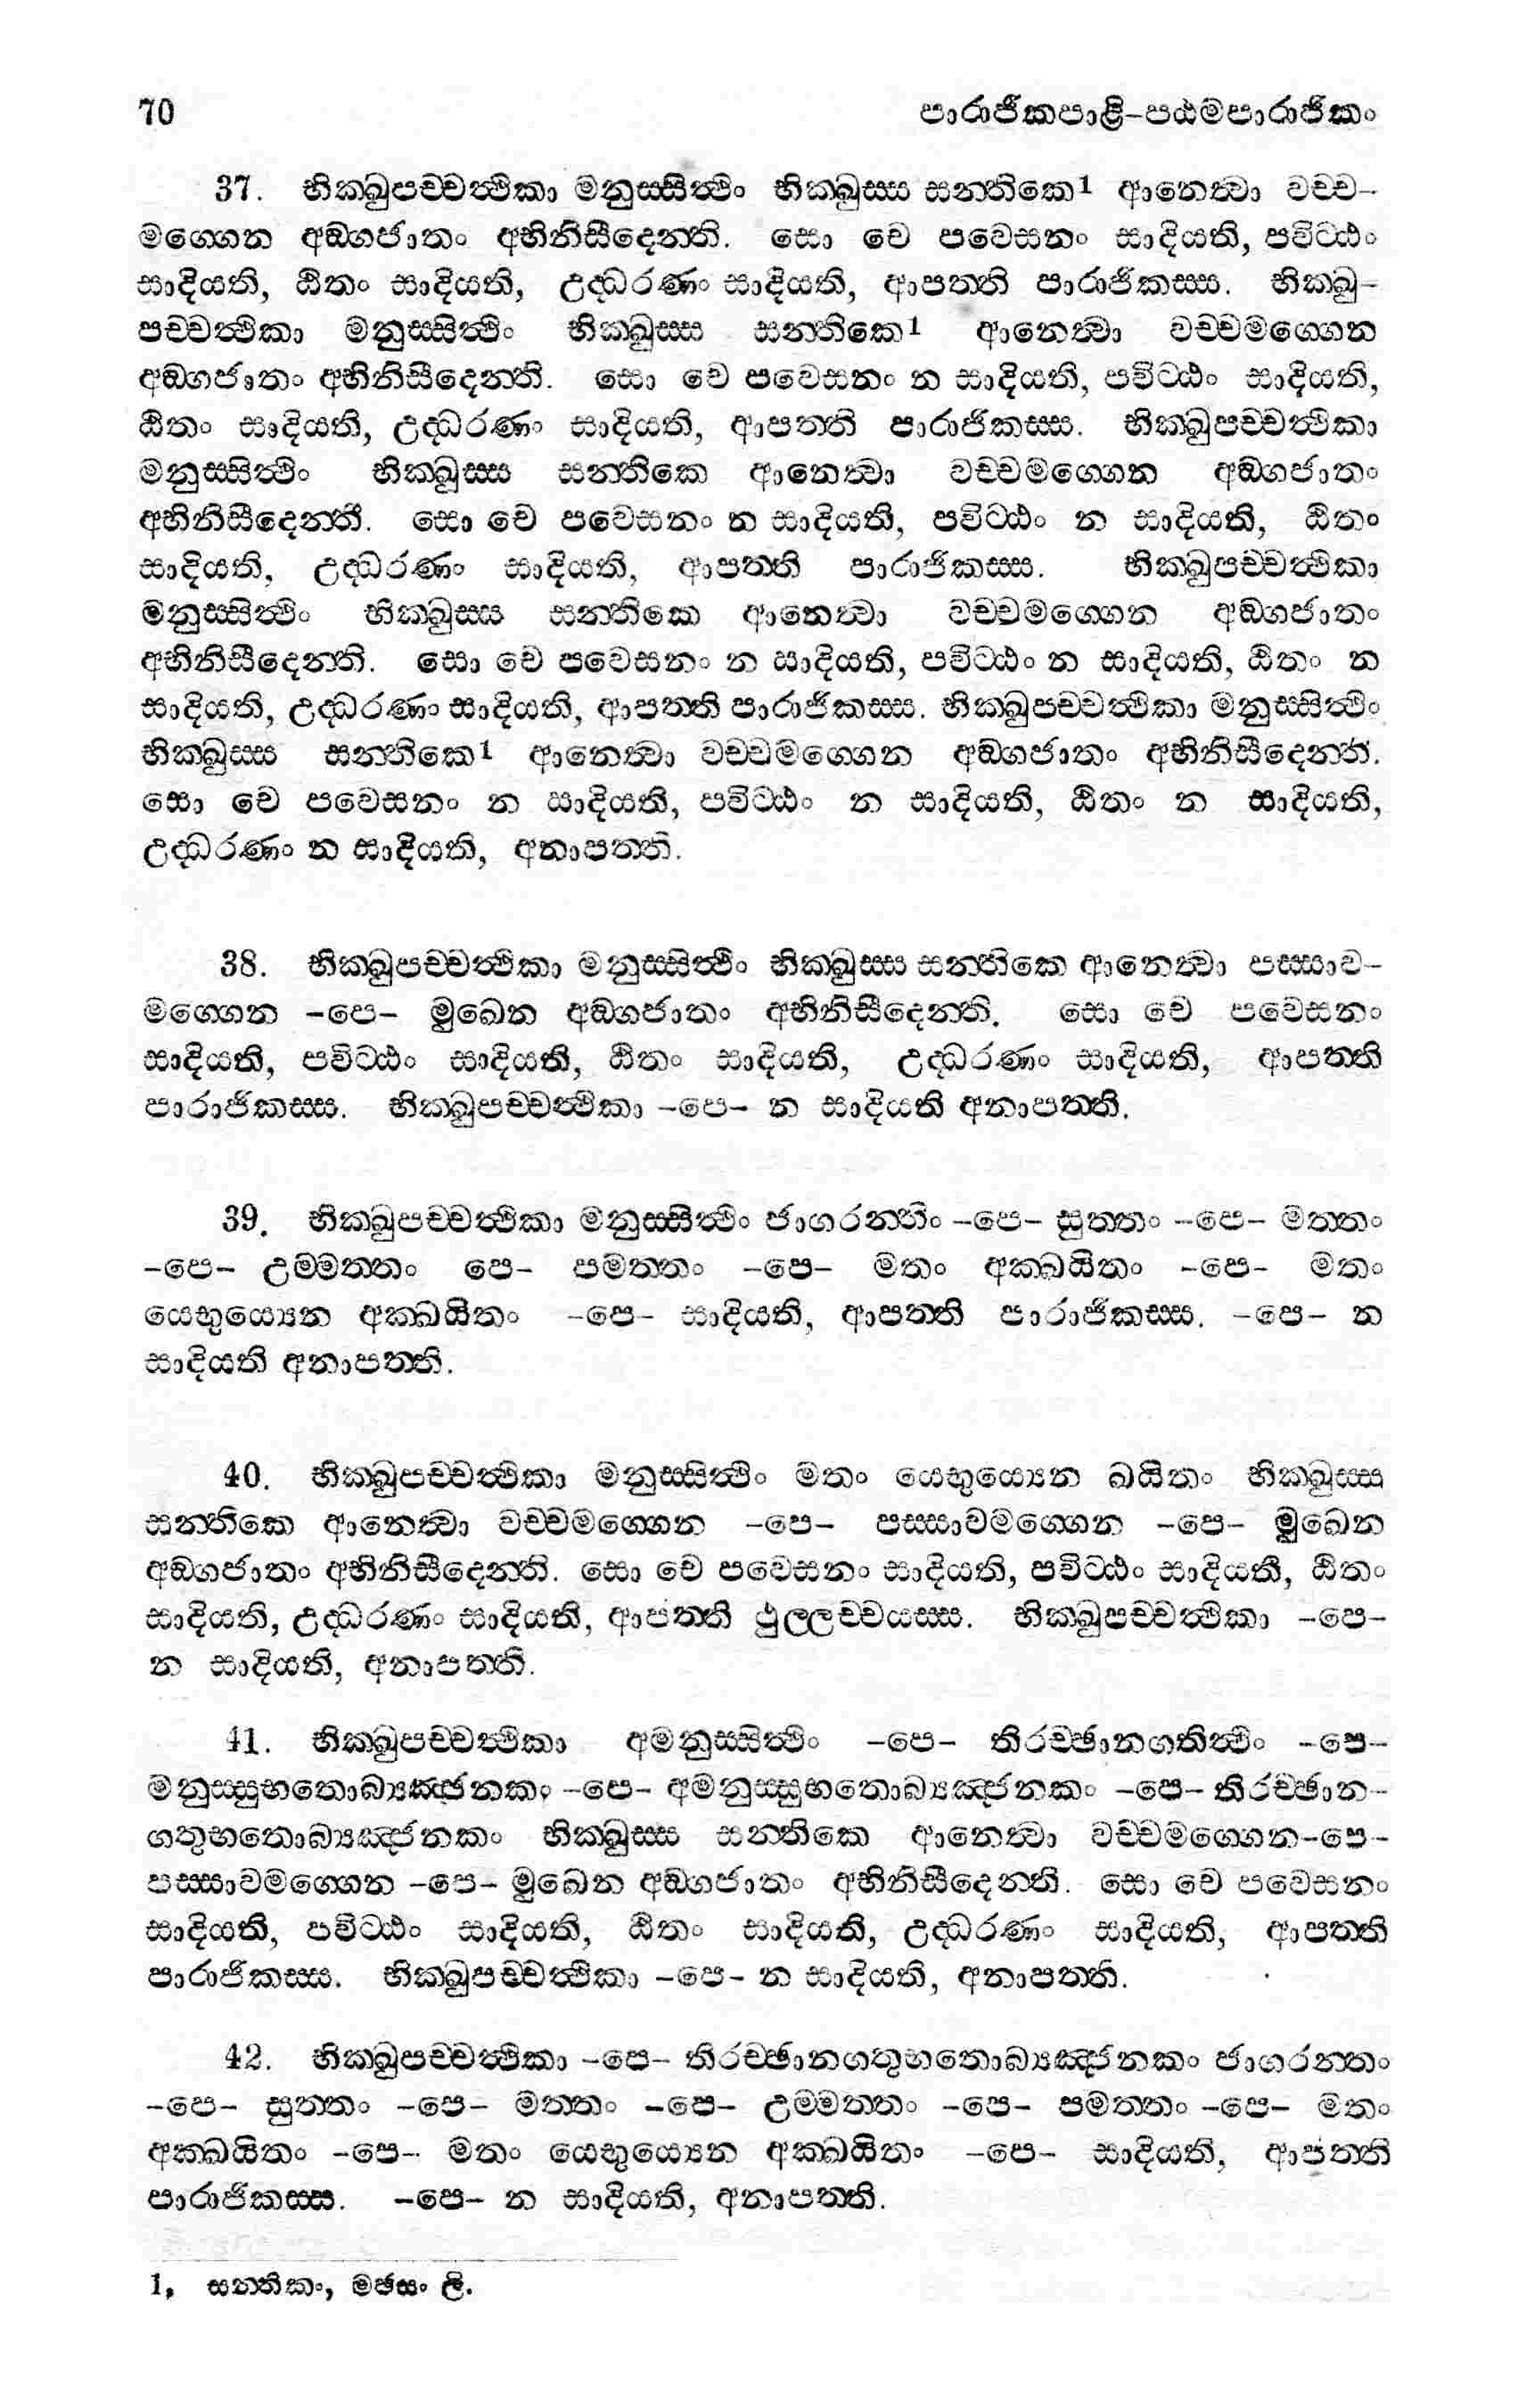 70 පාරාජිකපාළි-පඨමපාරාජිකං
37. භික්ඛුපච්චත්ථිකා මනුස්සිත්ථිං භික්ඛුස්ස සන්තිකෙ1 ආනෙත්වා වච්ච-
මග්ගෙන අඞ්ගජාතං අභිනිසීදෙන්ති. සො චෙ පවෙසනං සාදියති, පවිට්ඨං
සාදියති, ඨිතං සාදියති, උද්ධරණං සාදියති, ආපත්ති පාරාජිකස්ස. භික්ඛු-
පච්චත්ථිකා මනුස්සිත්ථිං භික්ඛුස්ස සන්තිකෙ1 ආනෙත්වා වච්චමග්ගෙන
අඞ්ගජාතං අභිනිසීදෙන්ති. සො චෙ පවෙසනං න සාදියති, පවිට්ඨං සාදියති,
ඨිතං සාදියති, උද්ධරණං සාදියති, ආපත්ති පාරාජිකස්ස. භික්ඛුපච්චත්ථිකා
මනුස්සිත්ථිං භික්ඛුස්ස සන්තිකෙ ආනෙත්වා වච්චමග්ගෙන අඞ්ගජාතං
අභිනිසීදෙන්ති. සො චෙ පවෙසනං න සාදියති, පවිට්ඨං න සාදියති, ඨිතං
සාදියති, උද්ධරණං සාදියති, ආපත්ති පාරාජිකස්ස. භික්ඛුපච්චත්ථිකා
මනුස්සිත්ථිං භික්ඛුස්ස සන්තිකෙ ආනෙත්වා වච්චමග්ගෙන අඞ්ගජාතං
අභිනිසීදෙන්ති. සො චෙ පවෙසනං න සාදියති, පවිට්ඨං න සාදියති, ඨිතං න
සාදියති, උද්ධරණං සාදියති, ආපත්ති පාරාජිකස්ස. භික්ඛුපච්චත්ථිකා මනුස්සිත්ථිං
භික්ඛුස්ස සන්තිකෙ1 ආනෙත්වා වච්චමග්ගෙන අඞ්ගජාතං අභිනිසීදෙන්ති.
සො චෙ පවෙසනං න සාදියති, පවිට්ඨං න සාදියති, ඨිතං න සාදියති,
උද්ධරණං න සාදියති, අනාපත්ති.
38. භික්ඛුපච්චත්ථිකා මනුස්සිත්ථිං භික්ඛුස්ස සන්තිකෙ ආනෙත්වා පස්සාව-
මග්ගෙන -පෙ- මුඛෙන අඞ්ගජාතං අභිනිසීදෙන්ති. සො චෙ පවෙසනං
සාදියති, පවිට්ඨං සාදියති, ඨිතං සාදියති, උද්ධරණං සාදියති, ආපත්ති
පාරාජිකස්ස. භික්ඛුපච්චත්ථිකා -පෙ- න සාදියති අනාපත්ති.
39. භික්ඛුපච්චත්ථිකා මනුස්සිත්ථිං ජාගරන්තිං -පෙ- සුත්තං -පෙ- මත්තං
-පෙ- උම්මත්තං පෙ- පමත්තං -පෙ- මතං අක්ඛයිතං -පෙ- මතං
යෙභුය්‍යෙන අක්ඛයිතං -පෙ- සාදියති, ආපත්ති පාරාජිකස්ස. -පෙ- න
සාදියති අනාපත්ති.
40. භික්ඛුපච්චත්ථිකා මනුස්සිත්ථිං මතං යෙභුය්‍යෙන ඛයිතං භික්ඛුස්ස
සන්තිකෙ ආනෙත්වා වච්චමග්ගෙන -පෙ- පස්සාවමග්ගෙන -පෙ- මුඛෙන
අඞ්ගජාතං අභිනිසීදෙන්ති. සො චෙ පවෙසනං සාදියති, පවිට්ඨං සාදියති, ඨිතං
සාදියති, උද්ධරණං සාදියති, ආපත්ති ථුල්ලච්චයස්ස. භික්ඛුපච්චත්ථිකා -පෙ-
න සාදියති, අනාපත්ති.
41. භික්ඛුපච්චත්ථිකා අමනුස්සිත්ථිං -පෙ- තිරච්ඡානගතිත්ථිං -පෙ-
මනුස්සුභතොබ්‍යඤ්ජනකං -පෙ- අමනුස්සුභතොබ්‍යඤ්ජනකං -පෙ- තිරච්ඡාන-
ගතුභතොබ්‍යඤ්ජනකං භික්ඛුස්ස සන්තිකෙ ආනෙත්වා වච්චමග්ගෙන-පෙ-
පස්සාවමග්ගෙන -පෙ- මුඛෙන අඞ්ගජාතං අභිනිසීදෙන්ති. සො චෙ පවෙසනං
සාදියති, පවිට්ඨං සාදියති, ඨිතං සාදියති, උද්ධරණං සාදියති, ආපත්ති
පාරාජිකස්ස. භික්ඛුපච්චත්ථිකා -පෙ- න සාදියති, අනාපත්ති.
42. භික්ඛුපච්චත්ථිකා -පෙ- තිරච්ඡානගතුභතොබ්‍යඤ්ජනකං ජාගරන්තං
-පෙ- සුත්තං -පෙ- මත්තං -පෙ- උම්මත්තං -පෙ- පමත්තං -පෙ- මතං
අක්ඛයිතං -පෙ- මතං යෙභුය්‍යෙන අක්ඛයිතං -පෙ- සාදියති, ආපත්ති
පාරාජිකස්ස. -පෙ- න සාදියති, අනාපත්ති.
1, සන්තිකං, මඡසං ලි.